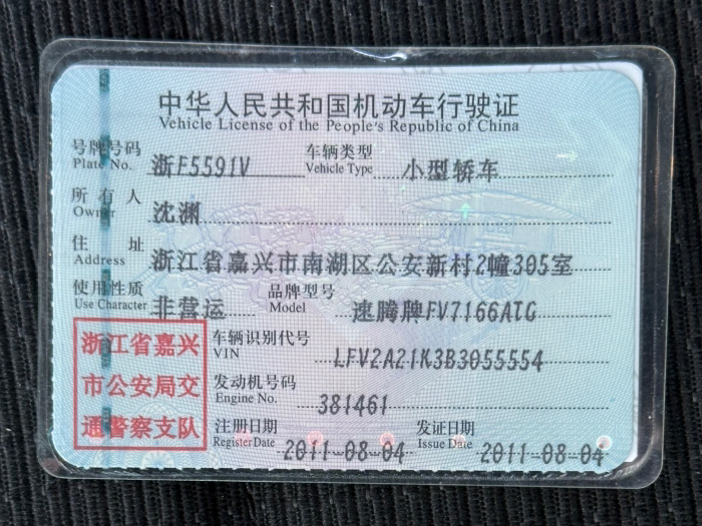 中华人民共和国机动车行驶证
Vehicle License of the People's Republic of China
号牌号码 浙F5591V 车辆类型 小型轿车
Plate No. Vehicle Type
所有人 沈渊
Owner
住址 浙江省嘉兴市南湖区公安新村2幢305室
Address
使用性质 非营运 品牌型号 速腾牌FV7166ATG
Use Character Model
浙江省嘉兴
市公安局交
通警察支队
车辆识别代号 LFV2A21K3B3055554
VIN
发动机号码 381461
Engine No.
注册日期 2011-08-04 发证日期 2011-08-04
Register Date Issue Date